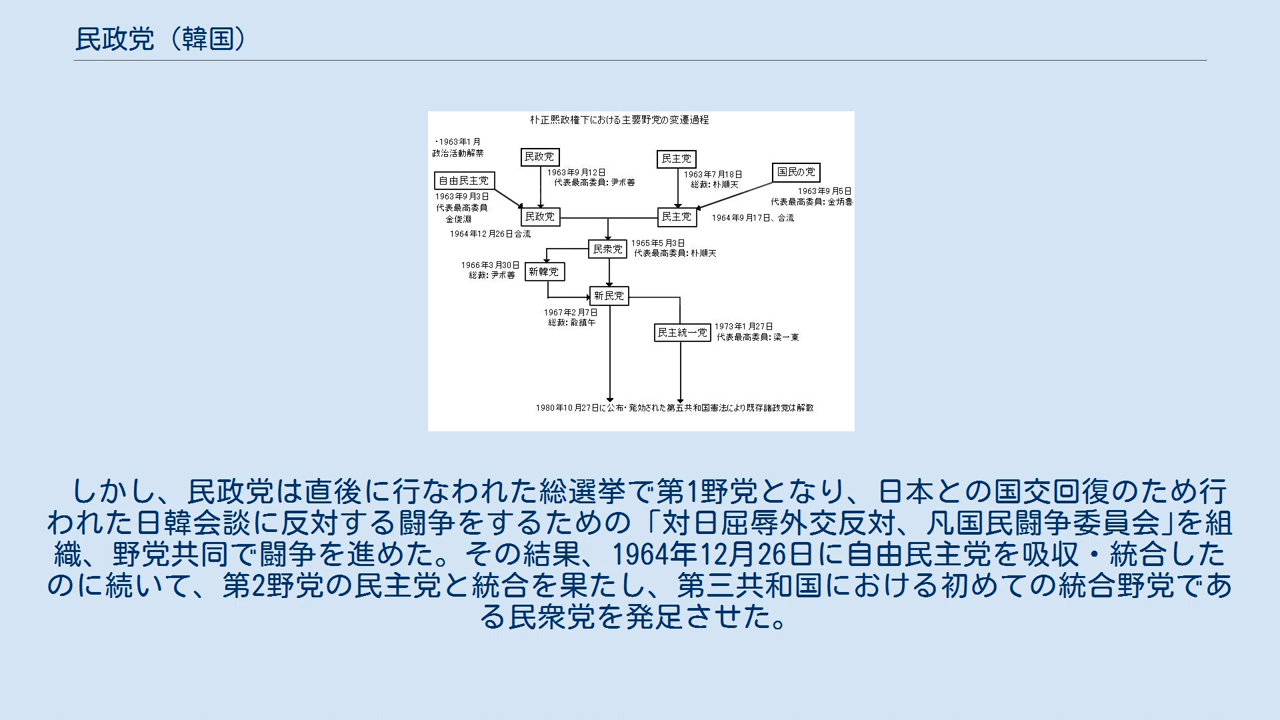 民政党（韓国）
朴正熙政権下における主要野党の変遷過程
・1963年1月
政治活動解禁
民政党
1963年9月12日
代表最高委員：尹潽善
民主党
1963年7月18日
総裁：朴順天
国民の党
1963年9月5日
代表最高委員：金炳魯
自由民主党
1963年9月3日
代表最高委員
金俊淵
民政党
1964年12月26日合流
民主党
1964年9月17日、合流
民衆党
1965年5月3日
代表最高委員：朴順天
1966年3月30日
総裁：尹潽善
新韓党
新民党
1967年2月7日
総裁：兪鎮午
民主統一党
1973年1月27日
代表最高委員：梁一東
1980年10月27日に公布・発効された第五共和国憲法により既存諸政党は解散
しかし、民政党は直後に行なわれた総選挙で第1野党となり、日本との国交回復のため行
われた日韓会談に反対する闘争をするための「対日屈辱外交反対、凡国民闘争委員会｣を組
織、野党共同で闘争を進めた。その結果、1964年12月26日に自由民主党を吸収・統合した
のに続いて、第2野党の民主党と統合を果たし、第三共和国における初めての統合野党であ
る民衆党を発足させた。